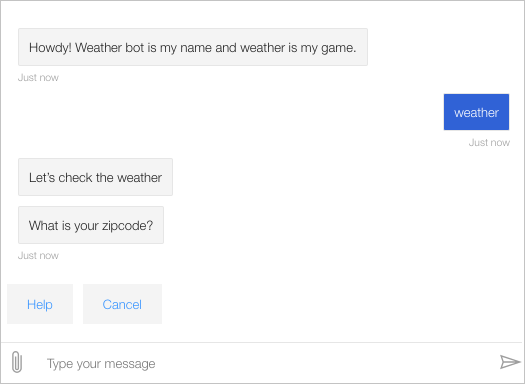 Howdy! Weather bot is my name and weather is my game.
Just now
weather
Just now
Let's check the weather
What is your zipcode?
Just now
Help
Cancel
Type your message